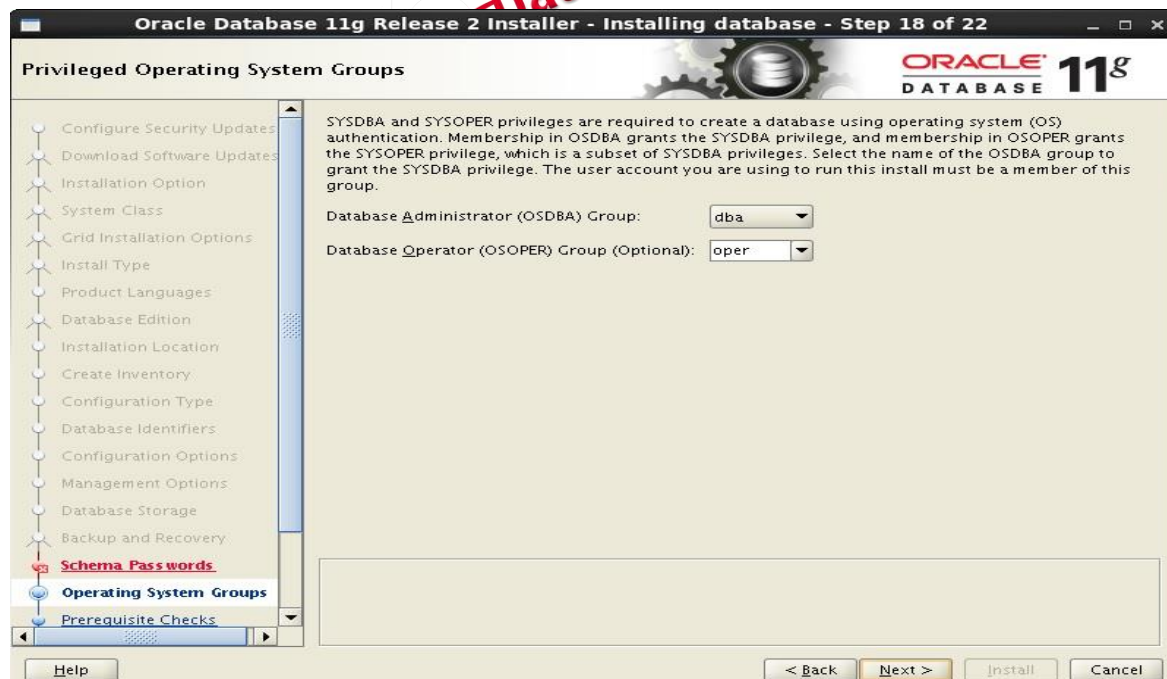 Oracle Database 11g Release 2 Installer - Installing database - Step 18 of 22
Privileged Operating System Groups
ORACLE
DATABASE
11g
Configure Security Updates
Download Software Updates
Installation Option
System Class
Grid Installation Options
Install Type
Product Languages
Database Edition
Installation Location
Create Inventory
Configuration Type
Database Identifiers
Configuration Options
Management Options
Database Storage
Backup and Recovery
Schema Passwords
Operating System Groups
Prerequisite Checks
SYSDBA and SYSOPER privileges are required to create a database using operating system (OS)
authentication. Membership in OSDBA grants the SYSDBA privilege, and membership in OSOPER grants
the SYSOPER privilege, which is a subset of SYSDBA privileges. Select the name of the OSDBA group to
grant the SYSDBA privilege. The user account you are using to run this install must be a member of this
group.
Database Administrator (OSDBA) Group: dba
Database Operator (OSOPER) Group (Optional): oper
Help
< Back Next > Install Cancel